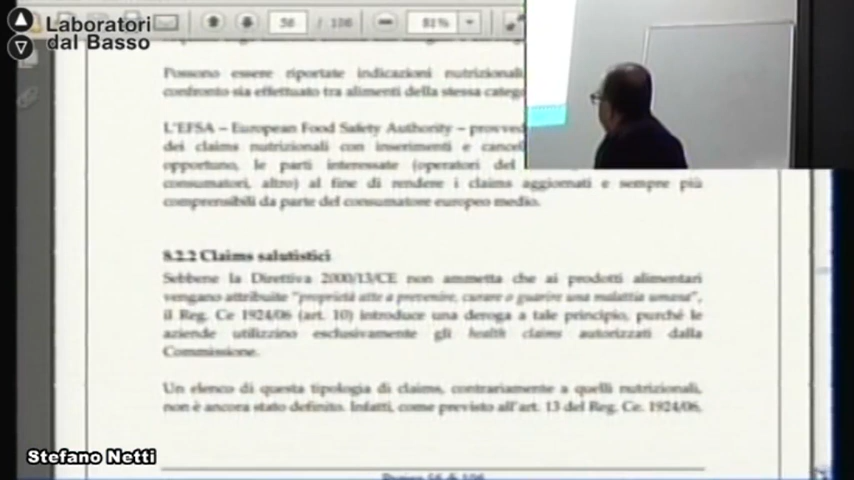 Laboratori
dal Basso
56 / 106
81%
Possono essere riportate indicazioni nutrizionali
confronto sia effettuato tra alimenti della stessa categ
L'EFSA – European Food Safety Authority – provved
dei claims nutrizionali con inserimenti e cancel
opportuno, le parti interessate (operatori del
consumatori, altro) al fine di rendere i claims aggiornati e sempre più
comprensibili da parte del consumatore europeo medio.
8.2.2 Claims salutistici
Sebbene la Direttiva 2000/13/CE non ammetta che ai prodotti alimentari
vengano attribuite "proprietà atte a prevenire, curare o guarire una malattia umana",
il Reg. Ce 1924/06 (art. 10) introduce una deroga a tale principio, purché le
aziende utilizzino esclusivamente gli health claims autorizzati dalla
Commissione.
Un elenco di questa tipologia di claims, contrariamente a quelli nutrizionali,
non è ancora stato definito. Infatti, come previsto all'art. 13 del Reg. Ce. 1924/06,
Pagina 56 di 106
Stefano Netti